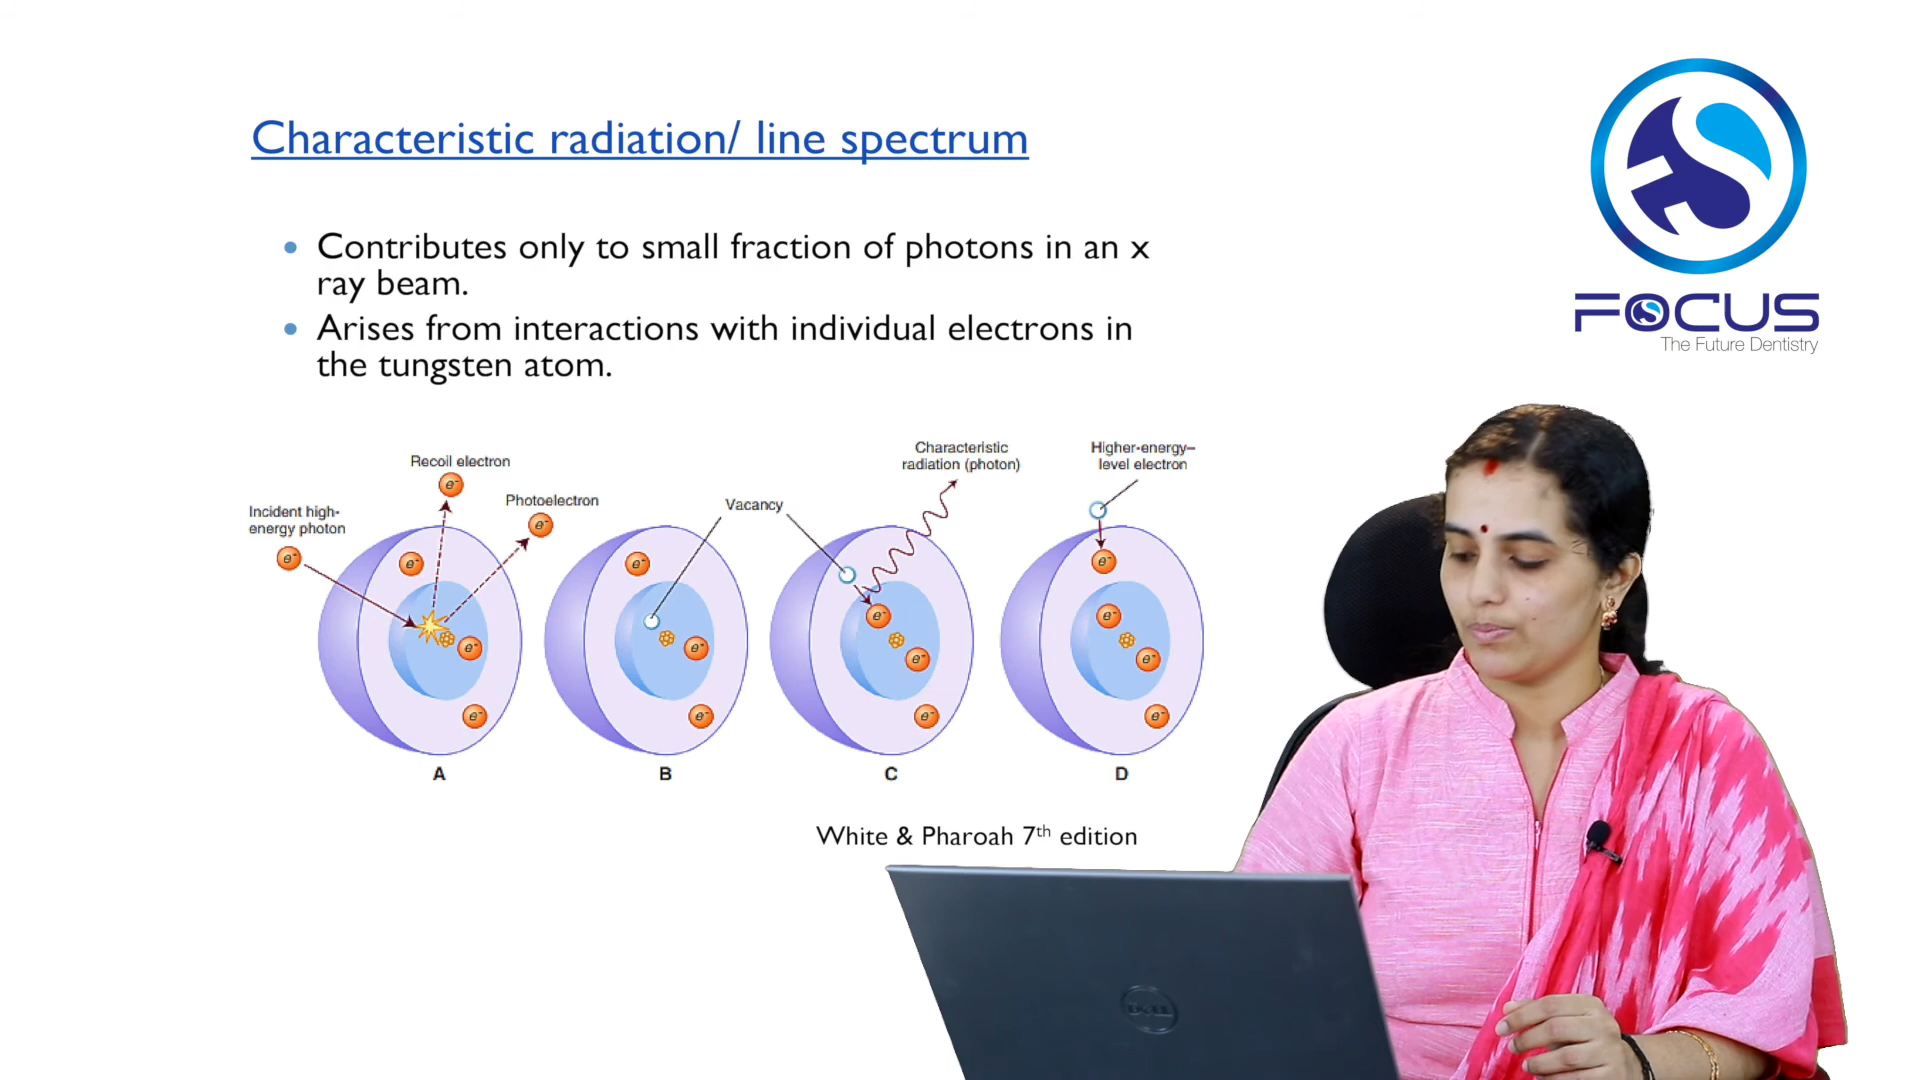 Characteristic radiation/ line spectrum
Contributes only to small fraction of photons in an x
ray beam.
Arises from interactions with individual electrons in
the tungsten atom.
FOCUS
The Future Dentistry
Recoil electron
e-
Photoelectron
e-
Incident high-
energy photon
e-
e-
e-
e-
A
Vacancy
e-
e-
e-
B
Characteristic
radiation (photon)
e-
e-
e-
C
Higher-energy–
level electron
e-
e-
e-
e-
D
White & Pharoah 7th edition
DELL